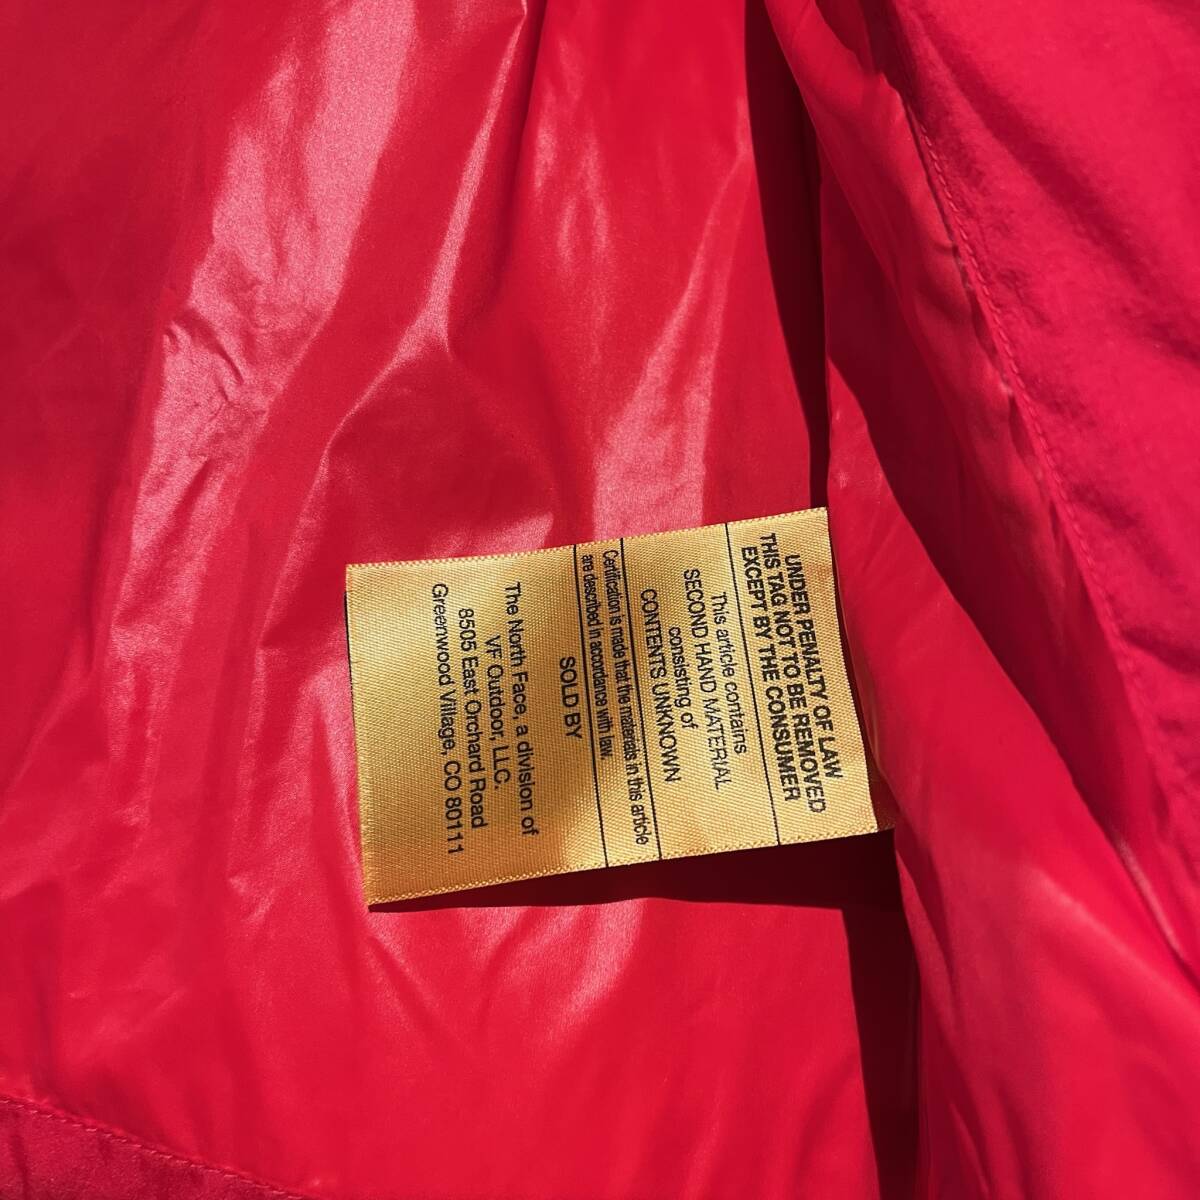 UNDER PENALTY OF LAW
THIS TAG NOT TO BE REMOVED
EXCEPT BY THE CONSUMER
This article contains
SECOND HAND MATERIAL
consisting of
CONTENTS UNKNOWN
Certification is made that the materials in this article
are described in accordance with law.
SOLD BY
The North Face, a division of
VF Outdoor, LLC.
8505 East Orchard Road
Greenwood Village, CO 80111